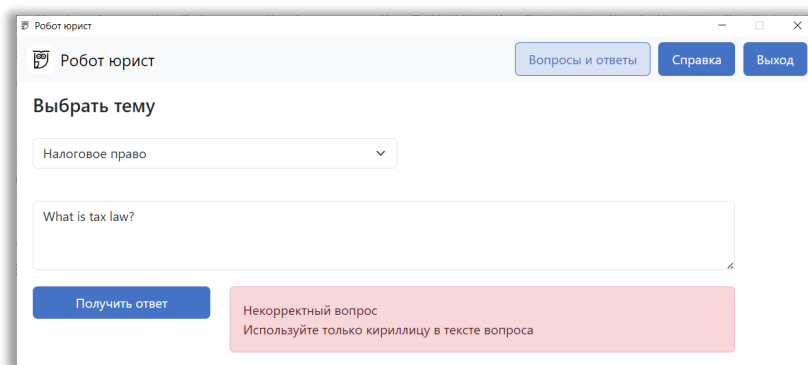 Робот юрист
Робот юрист
Вопросы и ответы
Справка
Выход
Выбрать тему
Налоговое право
What is tax law?
Получить ответ
Некорректный вопрос
Используйте только кириллицу в тексте вопроса